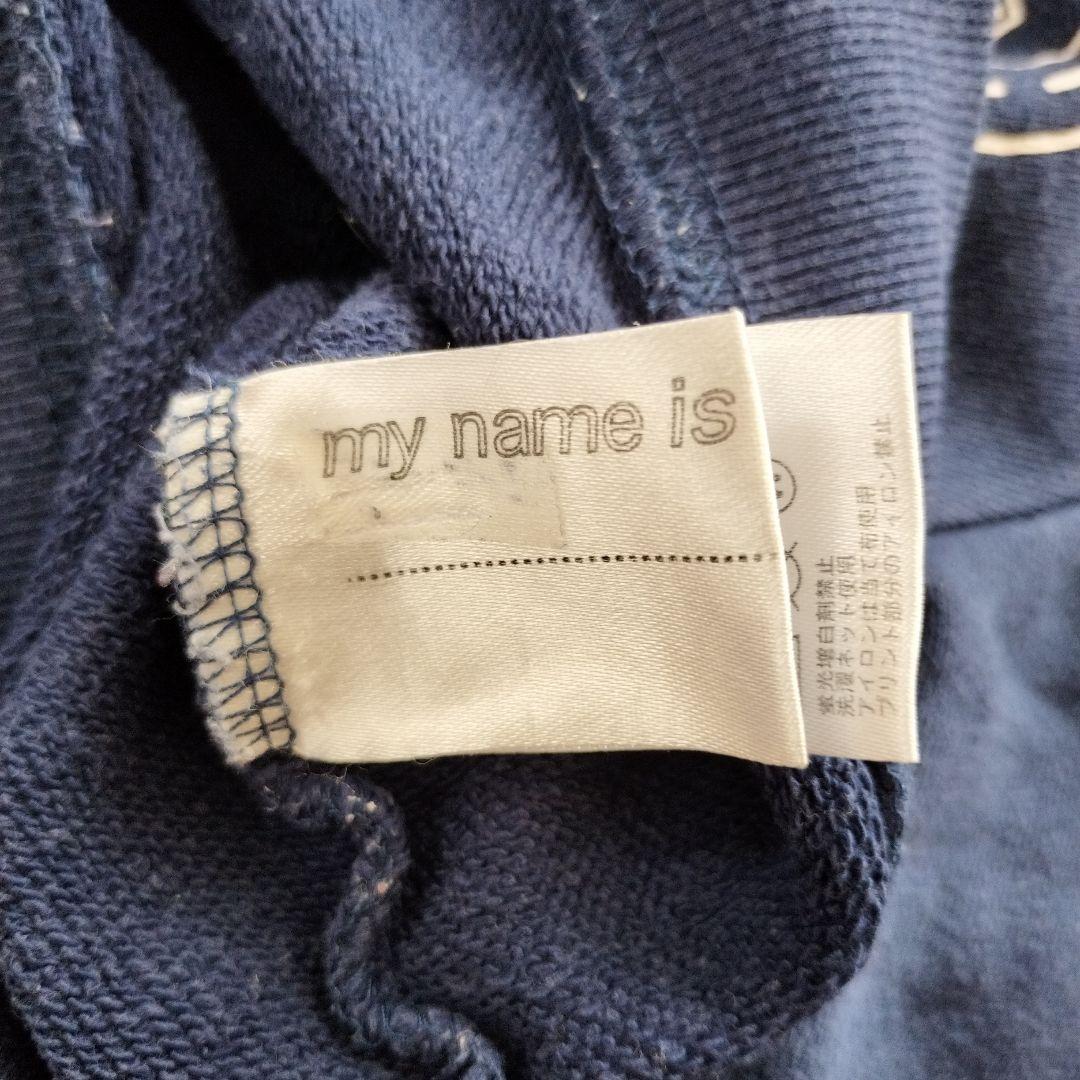 my name is
蛍光増白剤禁止
洗濯ネット使用
アイロンは当て布使用
プリント部分のアイロン禁止